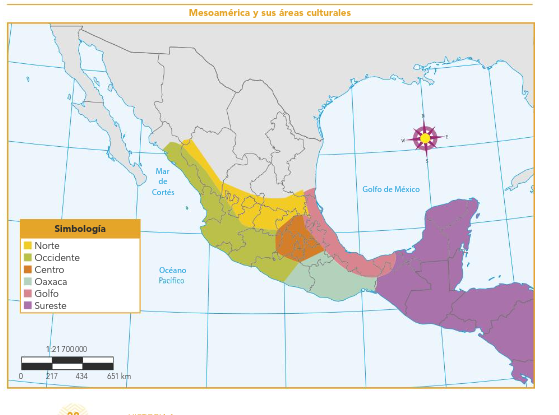 Mesoamérica y sus áreas culturales
Mar
de
Cortés
Golfo de México
Simbología
Norte
Occidente
Centro
Oaxaca
Golfo
Sureste
Océano
Pacífico
1:21 700 000
0 217 434 651 km